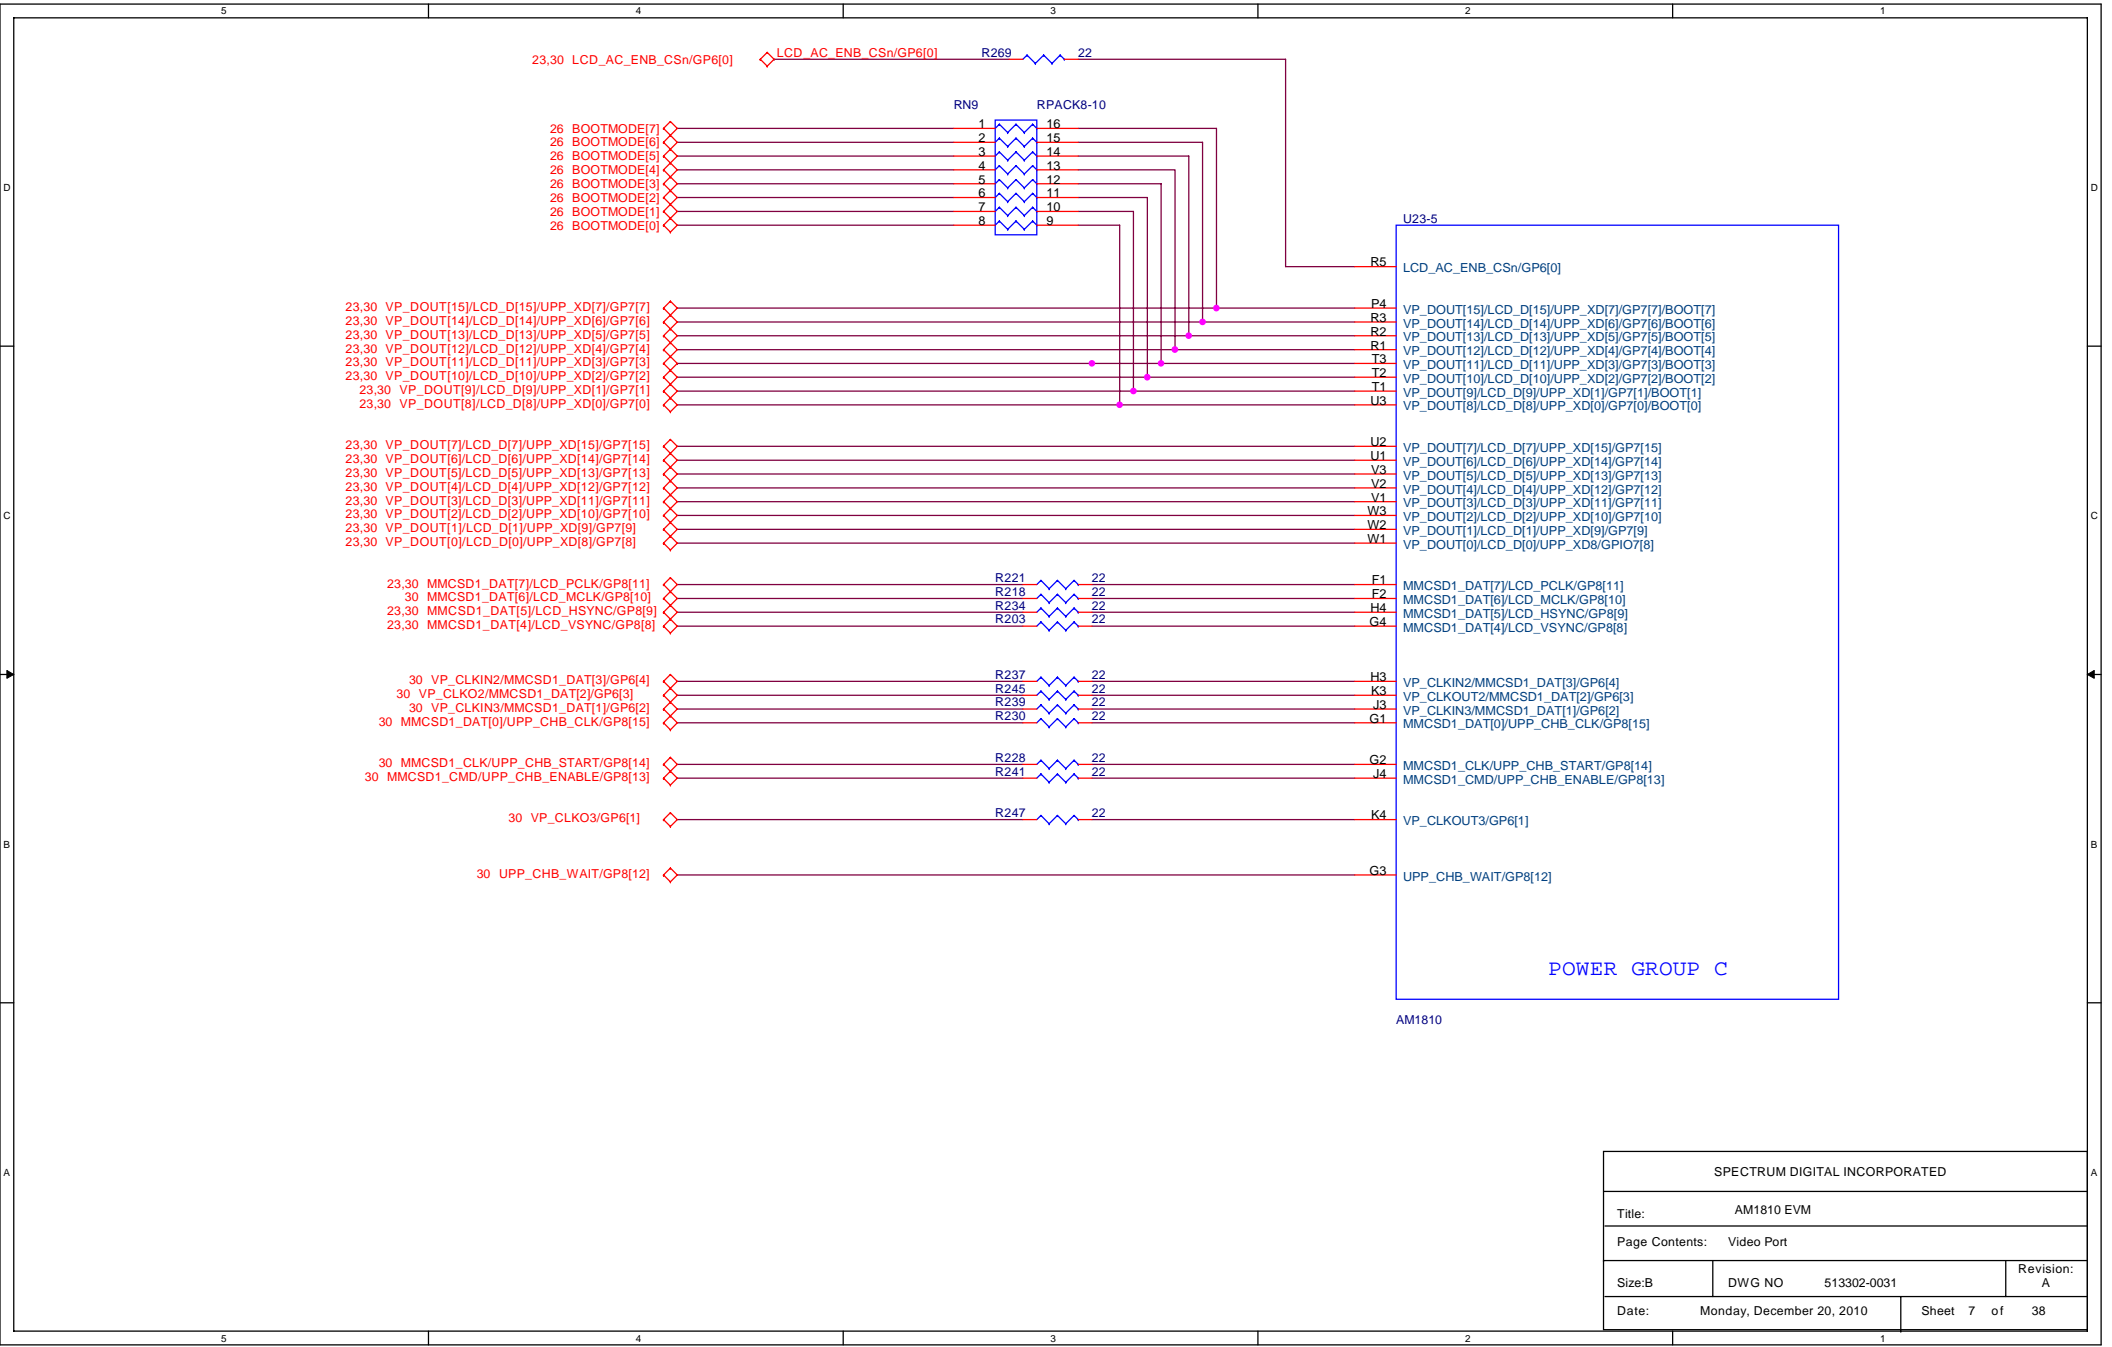 5 4 3 2 1
23,30 LCD_AC_ENB_CSn/GP6[0] LCD_AC_ENB_CSn/GP6[0] R269 22
RN9 RPACK8-10
26 BOOTMODE[7] 1 16
26 BOOTMODE[6] 2 15
26 BOOTMODE[5] 3 14
26 BOOTMODE[4] 4 13
26 BOOTMODE[3] 5 12
26 BOOTMODE[2] 6 11
26 BOOTMODE[1] 7 10
26 BOOTMODE[0] 8 9
D D
U23-5
R5 LCD_AC_ENB_CSn/GP6[0]
23,30 VP_DOUT[15]/LCD_D[15]/UPP_XD[7]/GP7[7] P4 VP_DOUT[15]/LCD_D[15]/UPP_XD[7]/GP7[7]/BOOT[7]
23,30 VP_DOUT[14]/LCD_D[14]/UPP_XD[6]/GP7[6] R3 VP_DOUT[14]/LCD_D[14]/UPP_XD[6]/GP7[6]/BOOT[6]
23,30 VP_DOUT[13]/LCD_D[13]/UPP_XD[5]/GP7[5] R2 VP_DOUT[13]/LCD_D[13]/UPP_XD[5]/GP7[5]/BOOT[5]
23,30 VP_DOUT[12]/LCD_D[12]/UPP_XD[4]/GP7[4] R1 VP_DOUT[12]/LCD_D[12]/UPP_XD[4]/GP7[4]/BOOT[4]
23,30 VP_DOUT[11]/LCD_D[11]/UPP_XD[3]/GP7[3] T3 VP_DOUT[11]/LCD_D[11]/UPP_XD[3]/GP7[3]/BOOT[3]
23,30 VP_DOUT[10]/LCD_D[10]/UPP_XD[2]/GP7[2] T2 VP_DOUT[10]/LCD_D[10]/UPP_XD[2]/GP7[2]/BOOT[2]
23,30 VP_DOUT[9]/LCD_D[9]/UPP_XD[1]/GP7[1] T1 VP_DOUT[9]/LCD_D[9]/UPP_XD[1]/GP7[1]/BOOT[1]
23,30 VP_DOUT[8]/LCD_D[8]/UPP_XD[0]/GP7[0] U3 VP_DOUT[8]/LCD_D[8]/UPP_XD[0]/GP7[0]/BOOT[0]
23,30 VP_DOUT[7]/LCD_D[7]/UPP_XD[15]/GP7[15] U2 VP_DOUT[7]/LCD_D[7]/UPP_XD[15]/GP7[15]
23,30 VP_DOUT[6]/LCD_D[6]/UPP_XD[14]/GP7[14] U1 VP_DOUT[6]/LCD_D[6]/UPP_XD[14]/GP7[14]
23,30 VP_DOUT[5]/LCD_D[5]/UPP_XD[13]/GP7[13] V3 VP_DOUT[5]/LCD_D[5]/UPP_XD[13]/GP7[13]
23,30 VP_DOUT[4]/LCD_D[4]/UPP_XD[12]/GP7[12] V2 VP_DOUT[4]/LCD_D[4]/UPP_XD[12]/GP7[12]
23,30 VP_DOUT[3]/LCD_D[3]/UPP_XD[11]/GP7[11] V1 VP_DOUT[3]/LCD_D[3]/UPP_XD[11]/GP7[11]
23,30 VP_DOUT[2]/LCD_D[2]/UPP_XD[10]/GP7[10] W3 VP_DOUT[2]/LCD_D[2]/UPP_XD[10]/GP7[10]
C C
23,30 VP_DOUT[1]/LCD_D[1]/UPP_XD[9]/GP7[9] W2 VP_DOUT[1]/LCD_D[1]/UPP_XD[9]/GP7[9]
23,30 VP_DOUT[0]/LCD_D[0]/UPP_XD[8]/GP7[8] W1 VP_DOUT[0]/LCD_D[0]/UPP_XD8/GPIO7[8]
23,30 MMCSD1_DAT[7]/LCD_PCLK/GP8[11] R221 22 F1 MMCSD1_DAT[7]/LCD_PCLK/GP8[11]
30 MMCSD1_DAT[6]/LCD_MCLK/GP8[10] R218 22 F2 MMCSD1_DAT[6]/LCD_MCLK/GP8[10]
23,30 MMCSD1_DAT[5]/LCD_HSYNC/GP8[9] R234 22 H4 MMCSD1_DAT[5]/LCD_HSYNC/GP8[9]
23,30 MMCSD1_DAT[4]/LCD_VSYNC/GP8[8] R203 22 G4 MMCSD1_DAT[4]/LCD_VSYNC/GP8[8]
30 VP_CLKIN2/MMCSD1_DAT[3]/GP6[4] R237 22 H3 VP_CLKIN2/MMCSD1_DAT[3]/GP6[4]
30 VP_CLKO2/MMCSD1_DAT[2]/GP6[3] R245 22 K3 VP_CLKOUT2/MMCSD1_DAT[2]/GP6[3]
30 VP_CLKIN3/MMCSD1_DAT[1]/GP6[2] R239 22 J3 VP_CLKIN3/MMCSD1_DAT[1]/GP6[2]
30 MMCSD1_DAT[0]/UPP_CHB_CLK/GP8[15] R230 22 G1 MMCSD1_DAT[0]/UPP_CHB_CLK/GP8[15]
30 MMCSD1_CLK/UPP_CHB_START/GP8[14] R228 22 G2 MMCSD1_CLK/UPP_CHB_START/GP8[14]
30 MMCSD1_CMD/UPP_CHB_ENABLE/GP8[13] R241 22 J4 MMCSD1_CMD/UPP_CHB_ENABLE/GP8[13]
30 VP_CLKO3/GP6[1] R247 22 K4 VP_CLKOUT3/GP6[1]
B B
30 UPP_CHB_WAIT/GP8[12] G3 UPP_CHB_WAIT/GP8[12]
POWER GROUP C
AM1810
A A
SPECTRUM DIGITAL INCORPORATED
Title: AM1810 EVM
Page Contents: Video Port
Size:B DWG NO 513302-0031 Revision: A
Date: Monday, December 20, 2010 Sheet 7 of 38
5 4 3 2 1